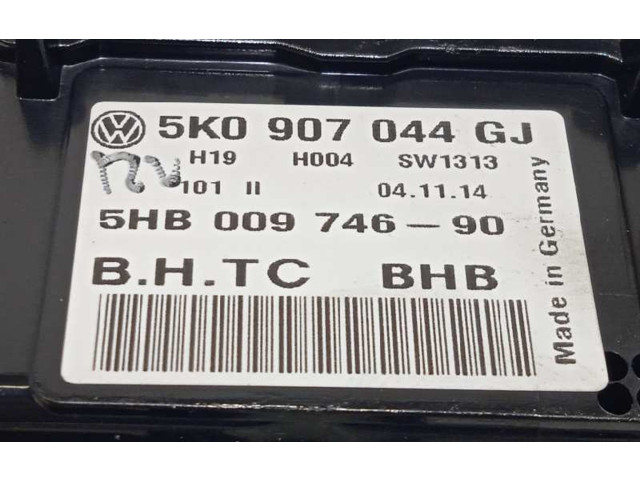 5K0 907 044 GJ
H19 H004 SW1313
101 II 04.11.14
5HB 009 746-90
B.H.TC BHB
Made in Germany